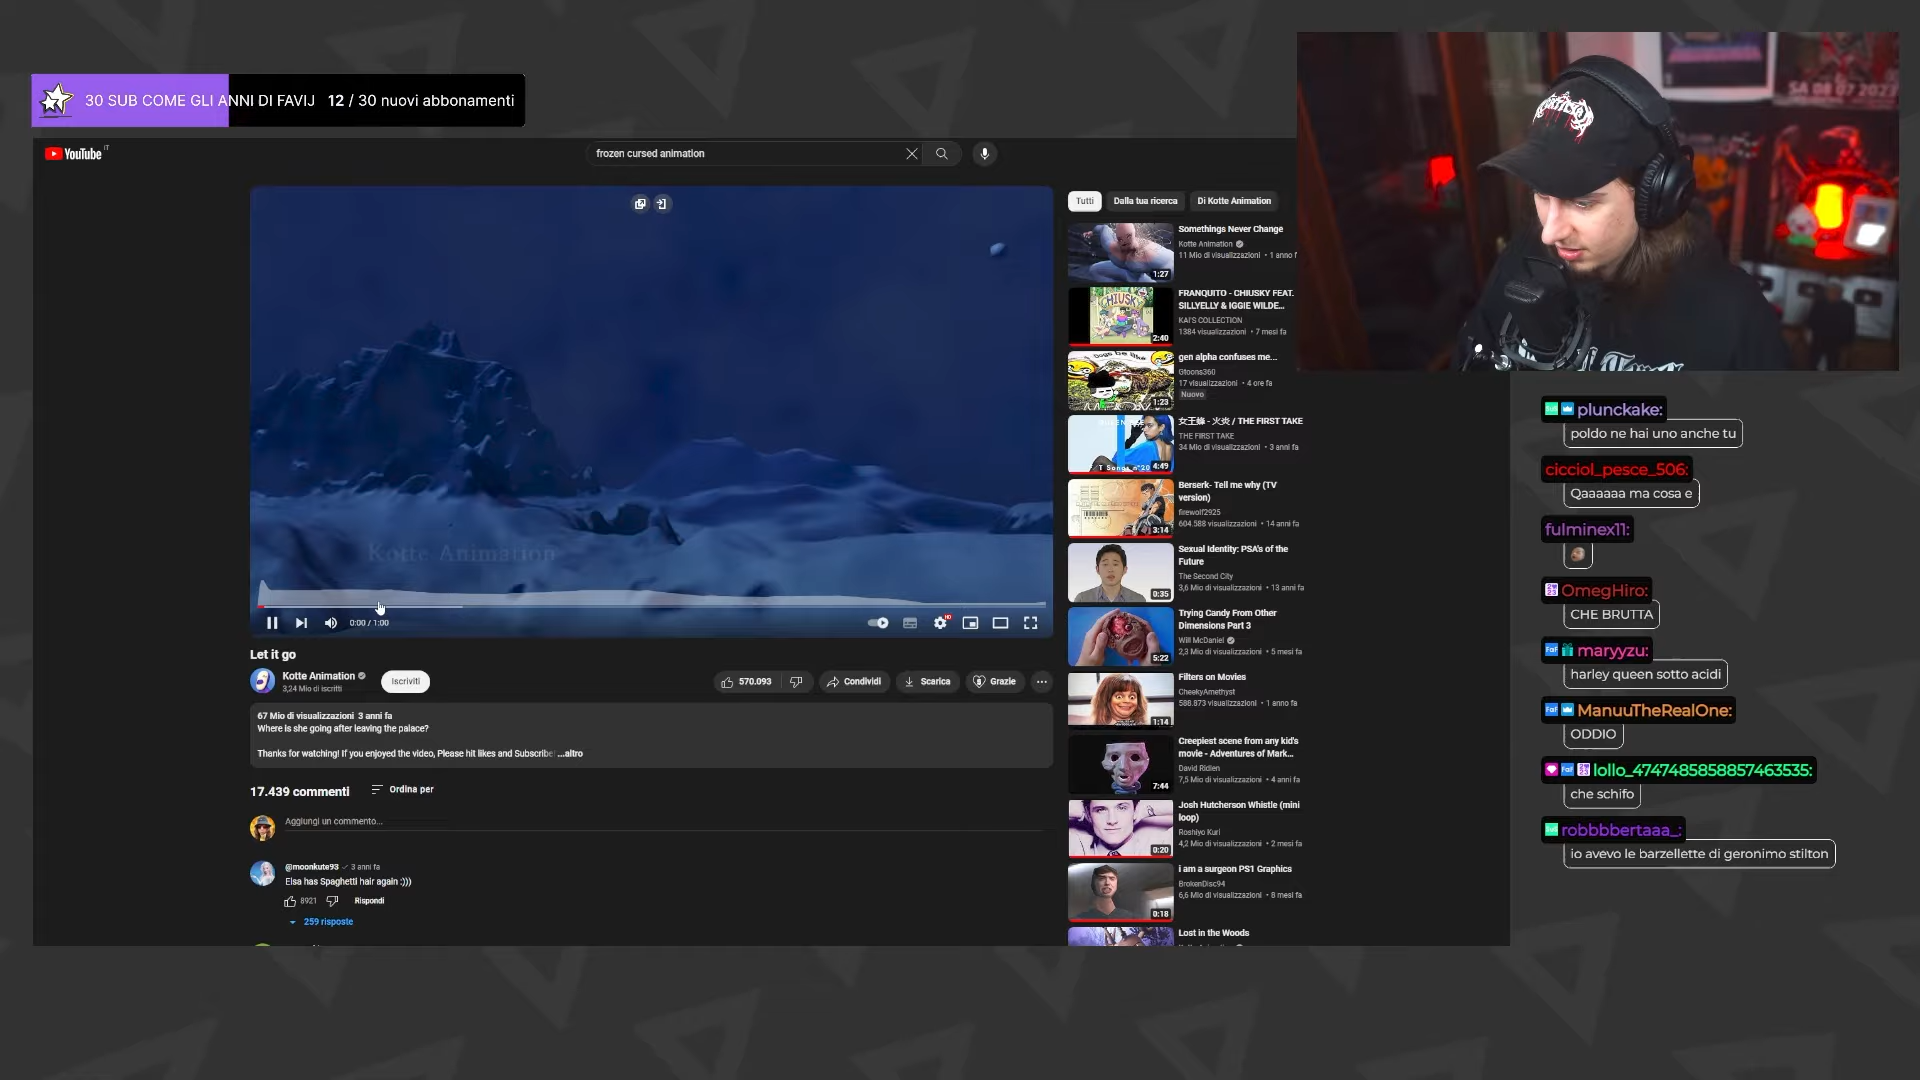 30 SUB COME GLI ANNI DI FAVIJ 12 / 30 nuovi abbonamenti
YouTube IT
frozen cursed animation
SA 08 07 2023
Kotte Animation
0:00 / 1:00
HD
Let it go
Kotte Animation
3,24 Mio di iscritti
Iscriviti
570.093
Condividi
Scarica
Grazie
67 Mio di visualizzazioni 3 anni fa
Where is she going after leaving the palace?
Thanks for watching! If you enjoyed the video, Please hit likes and Subscribe ...altro
17.439 commenti
Ordina per
Aggiungi un commento...
@moonkute93 3 anni fa
Elsa has Spaghetti hair again :)))
8921
Rispondi
259 risposte
Tutti
Dalla tua ricerca
Di Kotte Animation
Somethings Never Change
Kotte Animation
11 Mio di visualizzazioni • 1 anno f
1:27
FRANQUITO - CHIUSKY FEAT.
SILLYELLY & IGGIE WILDE...
KAI'S COLLECTION
1384 visualizzazioni • 7 mesi fa
2:40
gen alpha confuses me...
Gtoons360
17 visualizzazioni • 4 ore fa
Nuovo
1:23
女王蜂 - 火炎 / THE FIRST TAKE
THE FIRST TAKE
34 Mio di visualizzazioni • 3 anni fa
4:49
Berserk- Tell me why (TV
version)
firewolf2925
604.588 visualizzazioni • 14 anni fa
3:14
Sexual Identity: PSA's of the
Future
The Second City
3,6 Mio di visualizzazioni • 13 anni fa
0:35
Trying Candy From Other
Dimensions Part 3
Will McDaniel
2,3 Mio di visualizzazioni • 5 mesi fa
5:22
Filters on Movies
CheekyAmethyst
588.873 visualizzazioni • 1 anno fa
1:14
Creepiest scene from any kid's
movie - Adventures of Mark...
David Ridlen
7,5 Mio di visualizzazioni • 4 anni fa
7:44
Josh Hutcherson Whistle (mini
loop)
Roshiyo Kuri
4,2 Mio di visualizzazioni • 2 mesi fa
0:20
i am a surgeon PS1 Graphics
BrokenDisc94
6,6 Mio di visualizzazioni • 8 mesi fa
0:18
Lost in the Woods
plunckake:
poldo ne hai uno anche tu
cicciol_pesce_506:
Qaaaaaa ma cosa e
fulminex11:
OmegHiro:
CHE BRUTTA
maryyzu:
harley queen sotto acidi
ManuuTheRealOne:
ODDIO
lollo_4747485858857463535:
che schifo
robbbbertaaa_:
io avevo le barzellette di geronimo stilton